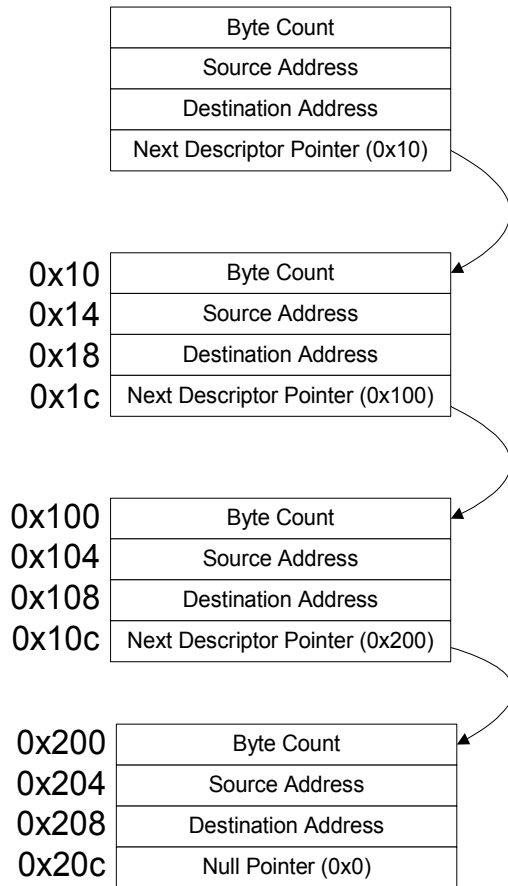 Byte Count
Source Address
Destination Address
Next Descriptor Pointer (0x10)
0x10 Byte Count
0x14 Source Address
0x18 Destination Address
0x1c Next Descriptor Pointer (0x100)
0x100 Byte Count
0x104 Source Address
0x108 Destination Address
0x10c Next Descriptor Pointer (0x200)
0x200 Byte Count
0x204 Source Address
0x208 Destination Address
0x20c Null Pointer (0x0)